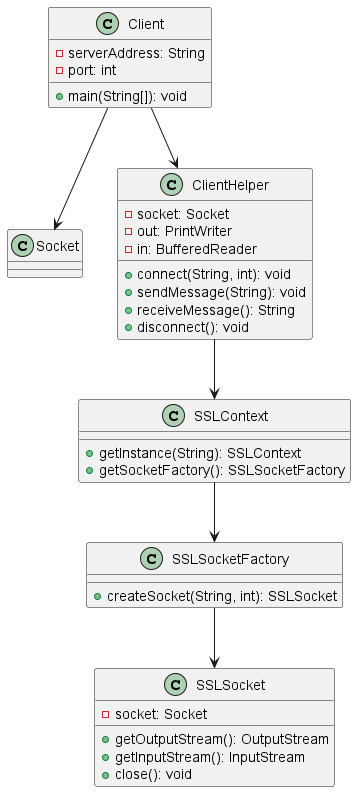 C Client
serverAddress: String
port: int
main(String[]): void
C Socket
C ClientHelper
socket: Socket
out: PrintWriter
in: BufferedReader
connect(String, int): void
sendMessage(String): void
receiveMessage(): String
disconnect(): void
C SSLContext
getInstance(String): SSLContext
getSocketFactory(): SSLSocketFactory
C SSLSocketFactory
createSocket(String, int): SSLSocket
C SSLSocket
socket: Socket
getOutputStream(): OutputStream
getInputStream(): InputStream
close(): void